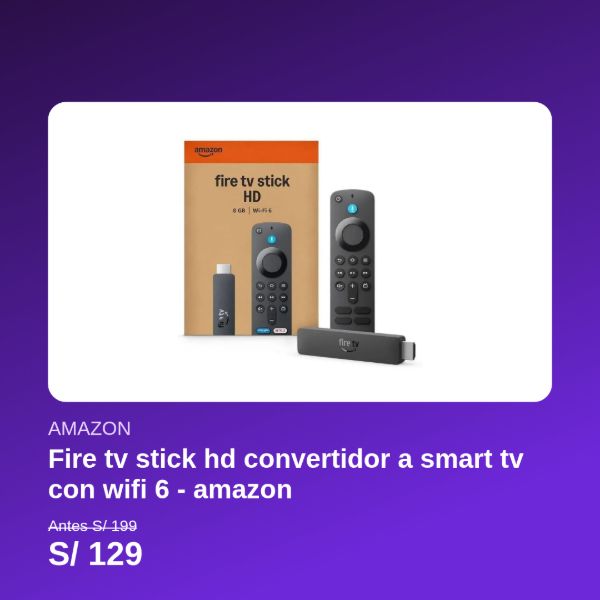 amazon
fire tv stick
HD
8 GB | Wi-Fi 6
fire tv
fire tv
AMAZON
Fire tv stick hd convertidor a smart tv
con wifi 6 - amazon
Antes S/ 199
S/ 129